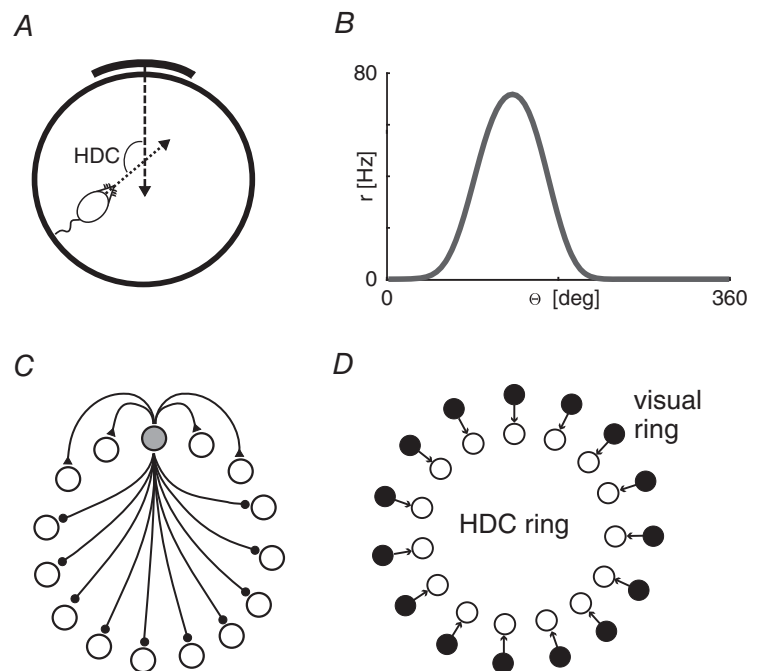 A
HDC
B
80
r [Hz]
0
0
Θ [deg]
360
C
D
visual
ring
HDC ring